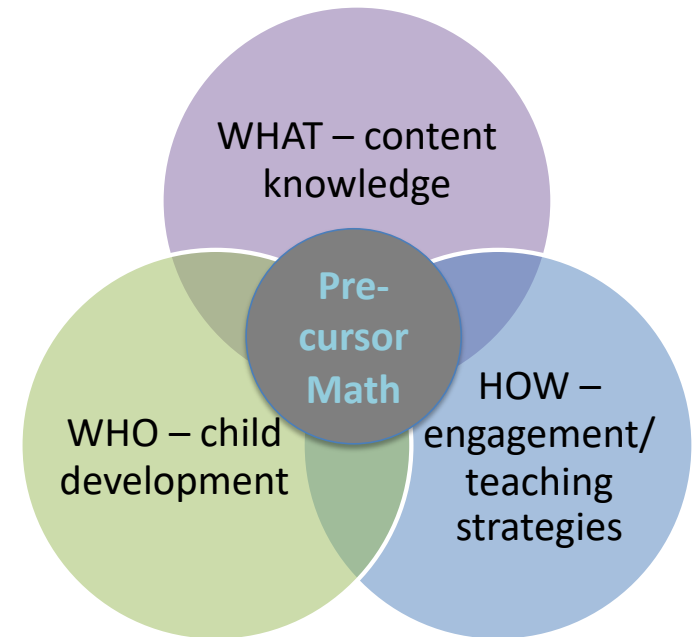 WHAT – content
knowledge
Pre-
cursor
Math
WHO – child
development
HOW –
engagement/
teaching
strategies